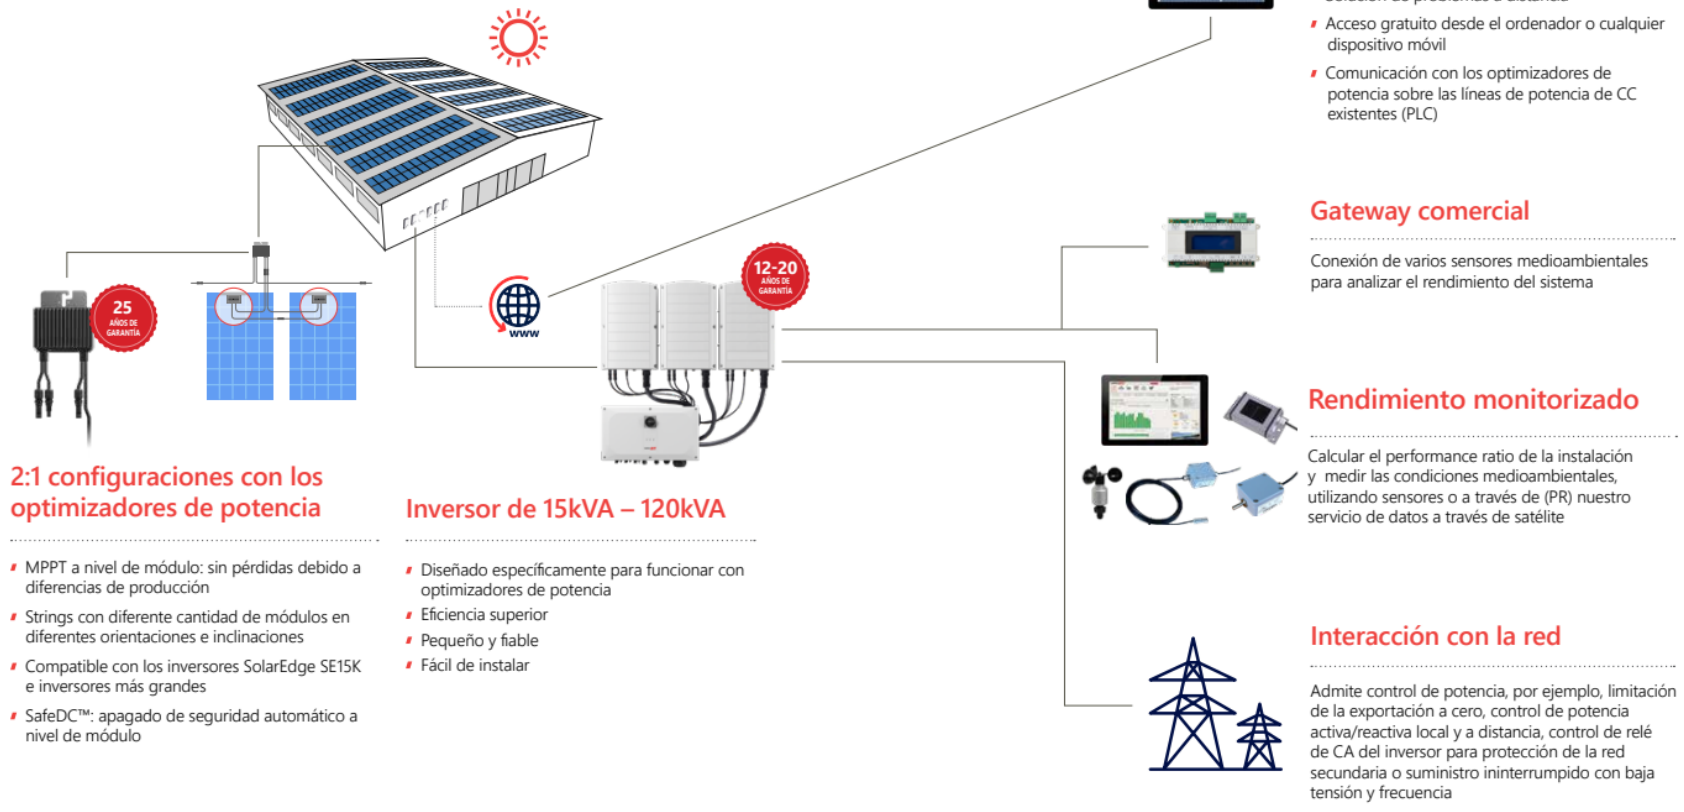 Acceso gratuito desde el ordenador o cualquier
dispositivo móvil
Comunicación con los optimizadores de
potencia sobre las líneas de potencia de CC
existentes (PLC)
Gateway comercial
Conexión de varios sensores medioambientales
para analizar el rendimiento del sistema
12-20
AÑOS DE
GARANTÍA
25
AÑOS DE
GARANTÍA
www
Rendimiento monitorizado
Calcular el performance ratio de la instalación
y medir las condiciones medioambientales,
utilizando sensores o a través de (PR) nuestro
servicio de datos a través de satélite
2:1 configuraciones con los
optimizadores de potencia
MPPT a nivel de módulo: sin pérdidas debido a
diferencias de producción
Strings con diferente cantidad de módulos en
diferentes orientaciones e inclinaciones
Compatible con los inversores SolarEdge SE15K
e inversores más grandes
SafeDC™: apagado de seguridad automático a
nivel de módulo
Inversor de 15kVA – 120kVA
Diseñado específicamente para funcionar con
optimizadores de potencia
Eficiencia superior
Pequeño y fiable
Fácil de instalar
Interacción con la red
Admite control de potencia, por ejemplo, limitación
de la exportación a cero, control de potencia
activa/reactiva local y a distancia, control de relé
de CA del inversor para protección de la red
secundaria o suministro ininterrumpido con baja
tensión y frecuencia